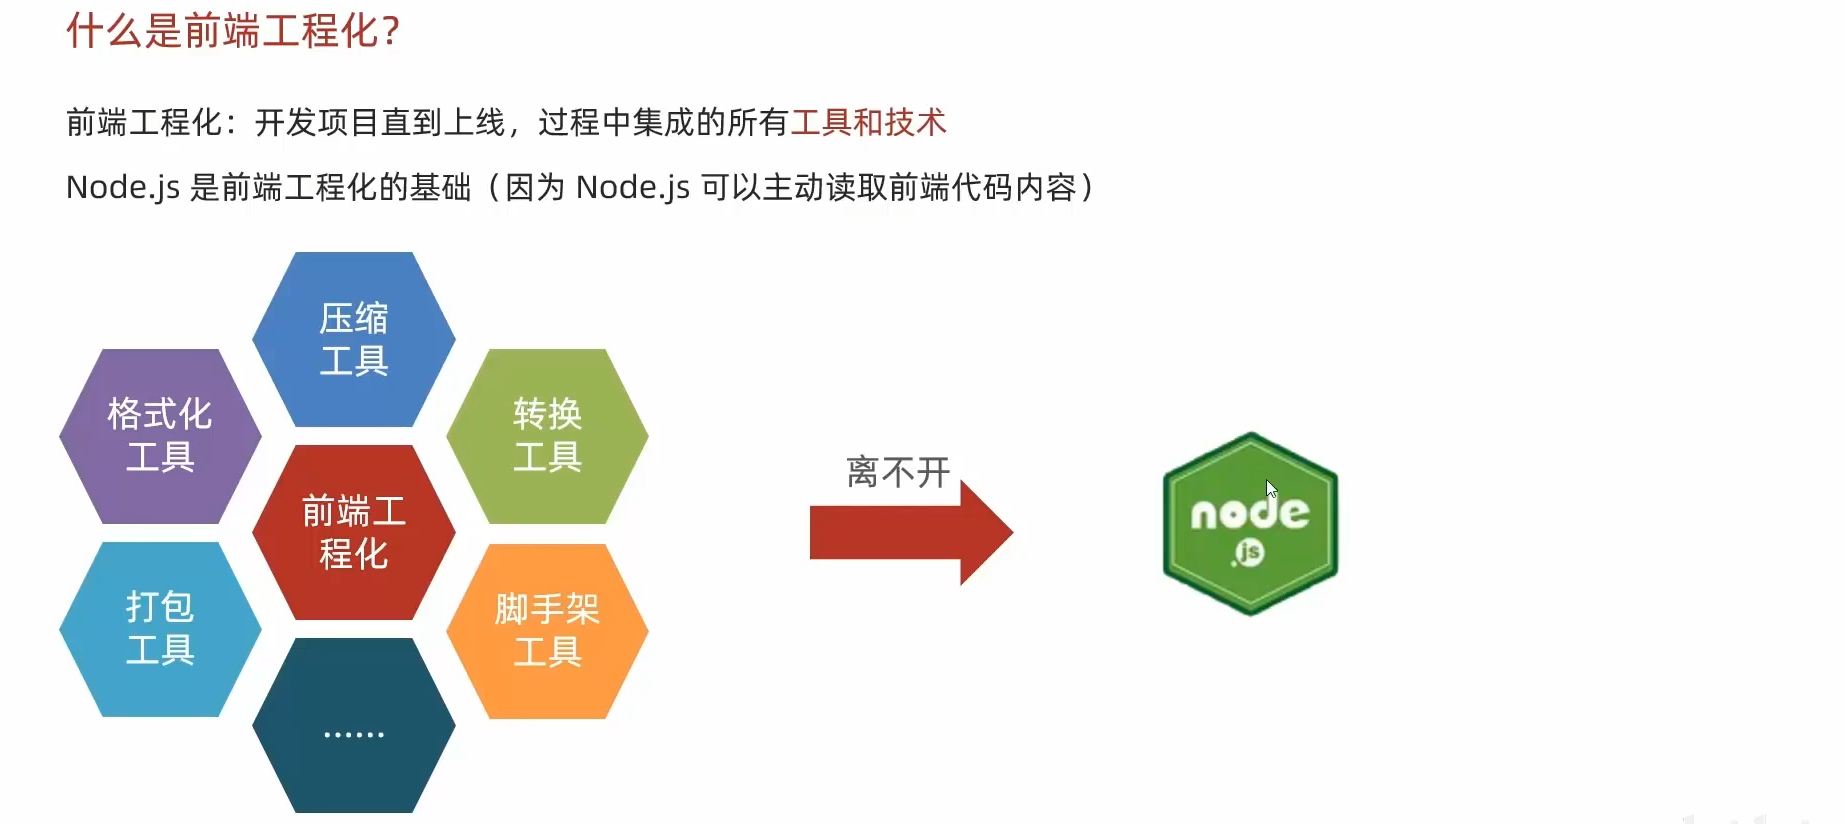 什么是前端工程化？
前端工程化：开发项目直到上线，过程中集成的所有工具和技术
Node.js 是前端工程化的基础（因为 Node.js 可以主动读取前端代码内容）
压缩
工具
格式化
工具
转换
工具
前端工
程化
打包
工具
脚手架
工具
······
离不开
node
.js